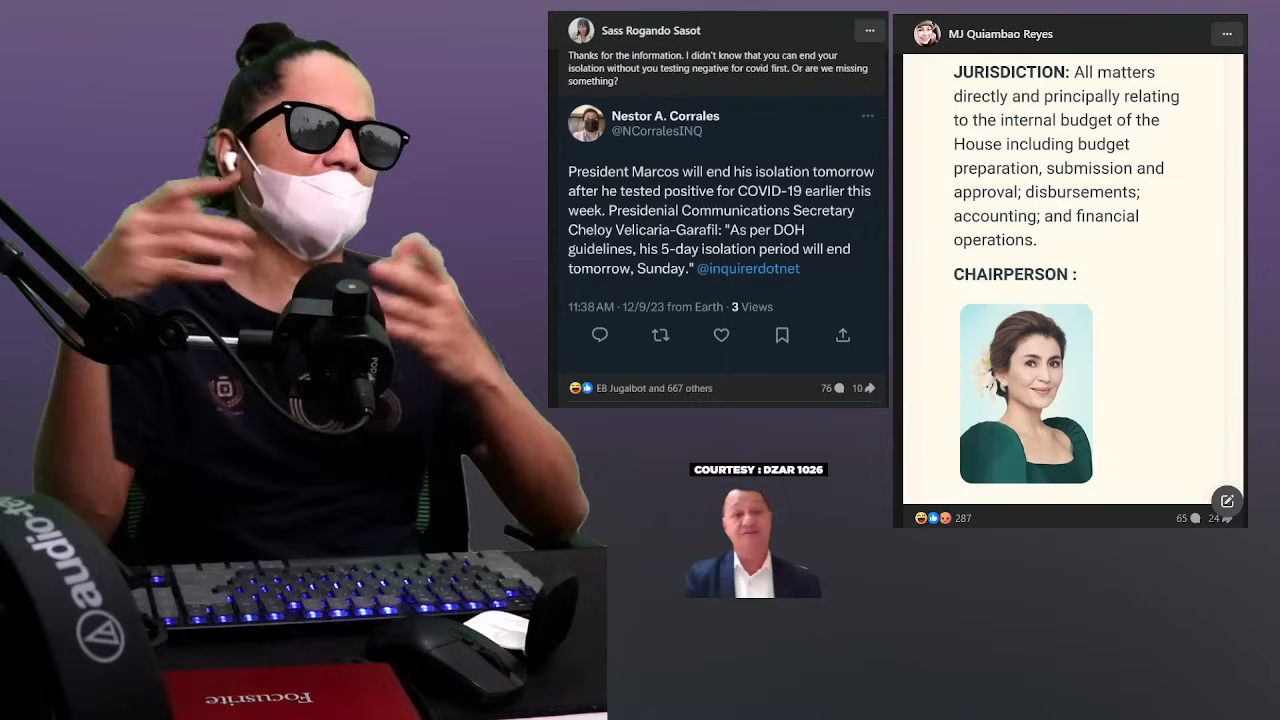 Sass Rogando Sasot
Thanks for the information. I didn't know that you can end your
isolation without you testing negative for covid first. Or are we missing
something?
Nestor A. Corrales
@NCorralesINQ
President Marcos will end his isolation tomorrow
after he tested positive for COVID-19 earlier this
week. Presidenial Communications Secretary
Cheloy Velicaria-Garafil: "As per DOH
guidelines, his 5-day isolation period will end
tomorrow, Sunday." @inquirerdotnet
11:38 AM · 12/9/23 from Earth · 3 Views
EB Jugalbot and 667 others
76
10
MJ Quiambao Reyes
JURISDICTION: All matters
directly and principally relating
to the internal budget of the
House including budget
preparation, submission and
approval; disbursements;
accounting; and financial
operations.
CHAIRPERSON :
287
65
24
COURTESY : DZAR 1026
audio-tec
Focusrite